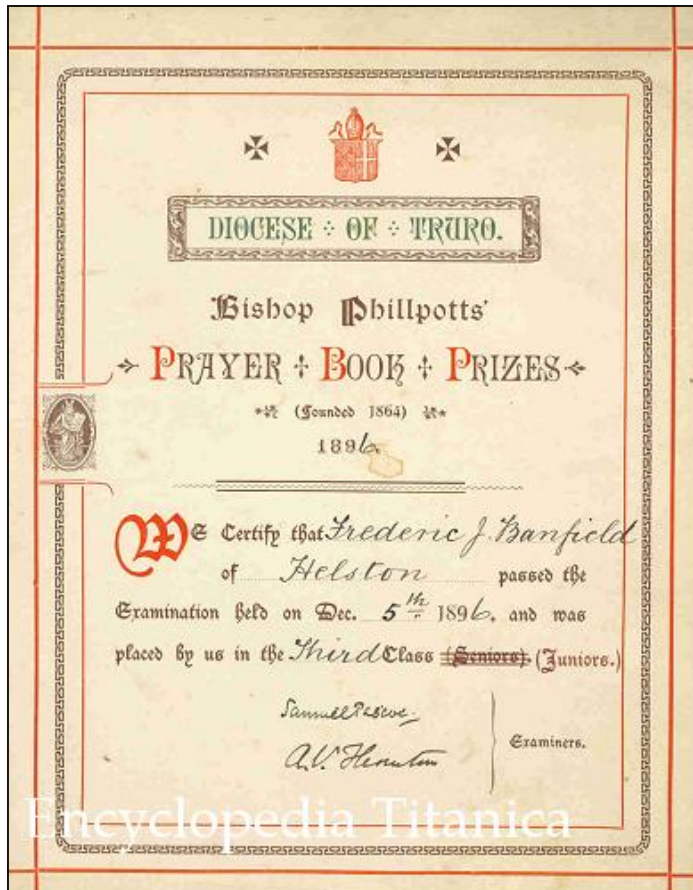 DIOCESE OF TRURO.
Bishop Phillpotts'
PRAYER BOOK PRIZES
(Founded 1864)
1896.
WE Certify that Frederic J. Banfield
of Helston passed the
Examination held on Dec. 5th 1896. and was
placed by us in the Third Class (Seniors). (Juniors.)
Samuel Pascoe.
A.V. Thornton
Examiners.
Encyclopedia Titanica